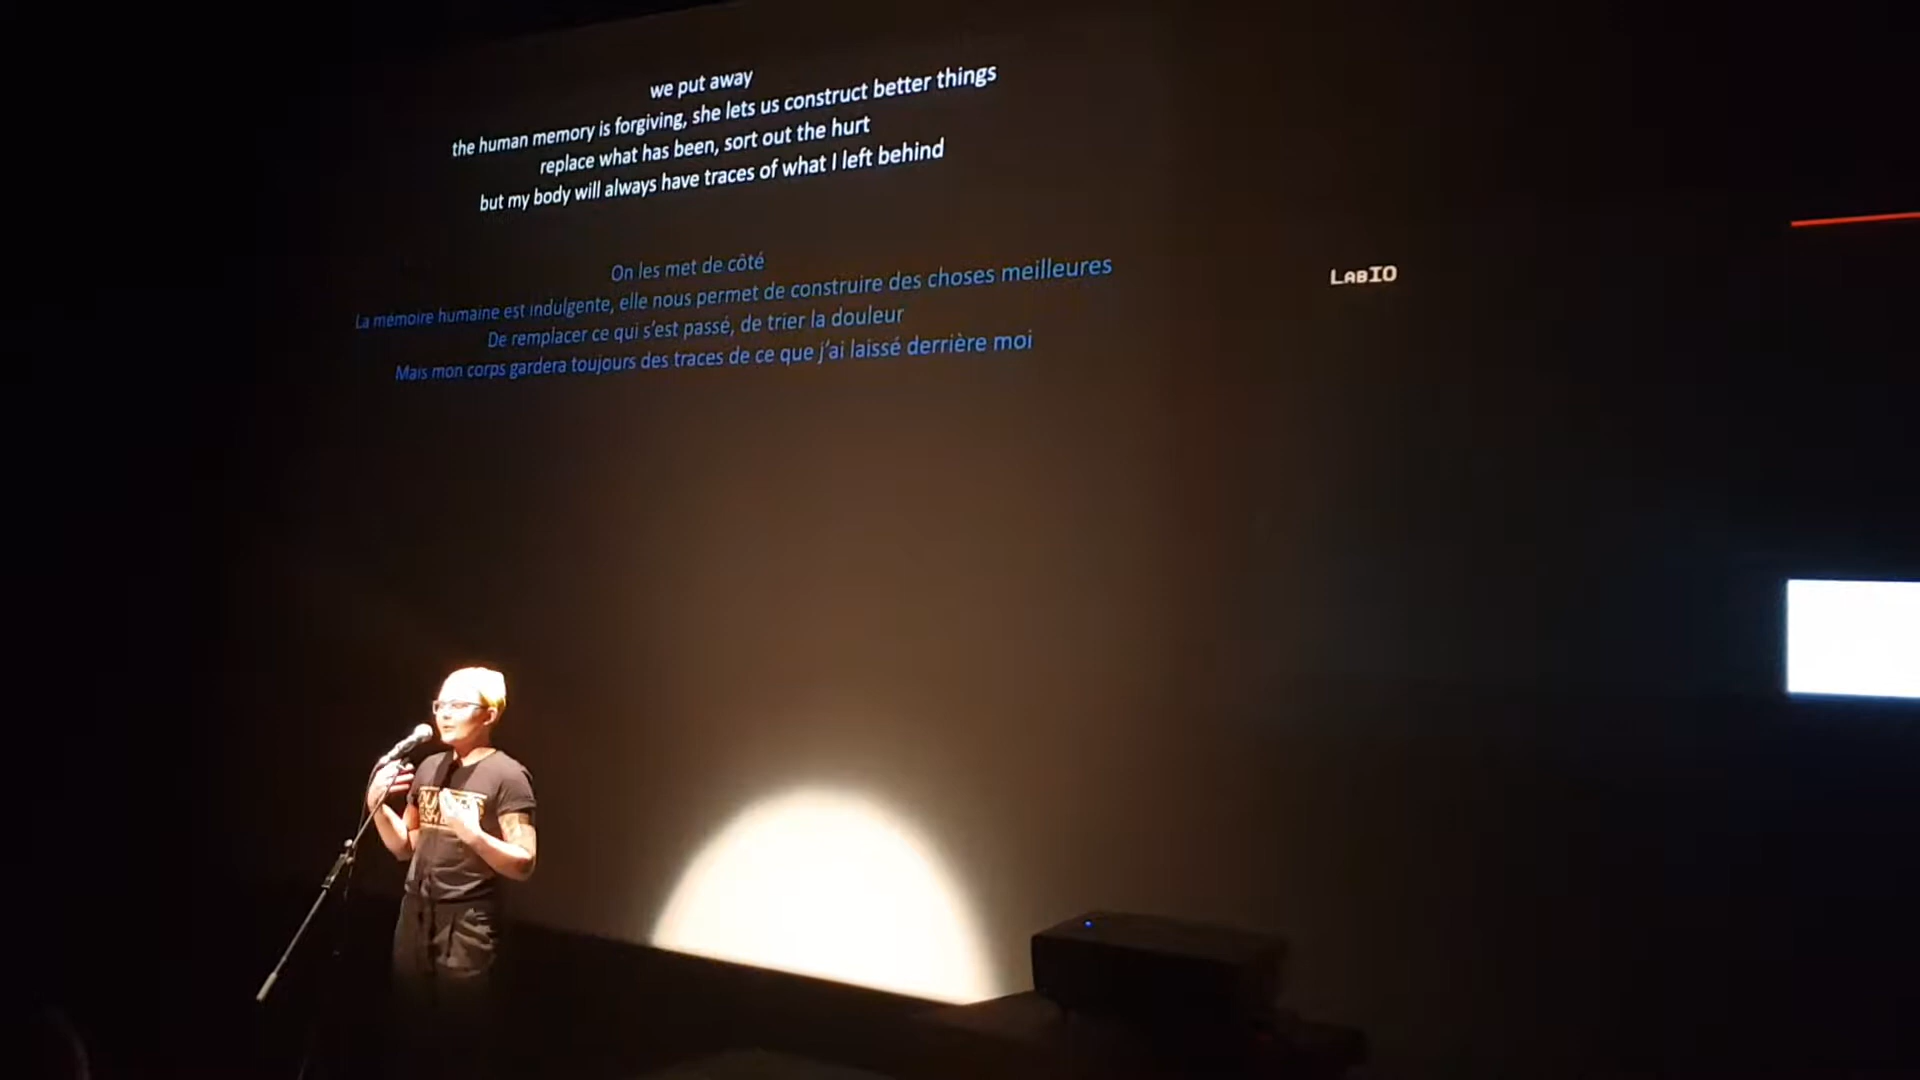 we put away
the human memory is forgiving, she lets us construct better things
replace what has been, sort out the hurt
but my body will always have traces of what I left behind
On les met de côté
La mémoire humaine est indulgente, elle nous permet de construire des choses meilleures
De remplacer ce qui s'est passé, de trier la douleur
Mais mon corps gardera toujours des traces de ce que j'ai laissé derrière moi
LABIO